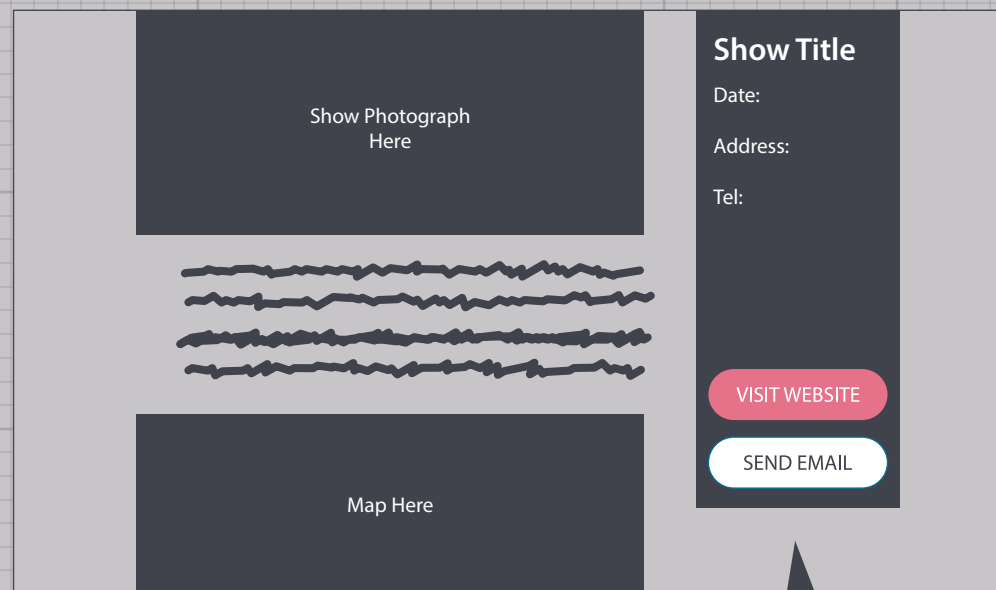 Show Photograph
Here
Map Here
Show Title
Date:
Address:
Tel:
VISIT WEBSITE
SEND EMAIL